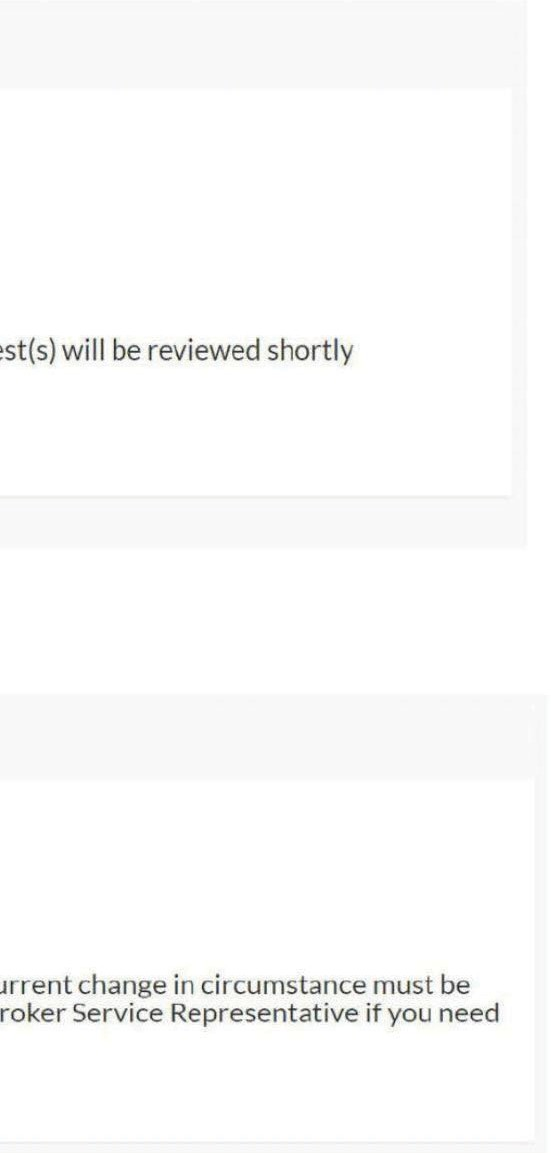 est(s) will be reviewed shortly
urrent change in circumstance must be
roker Service Representative if you need